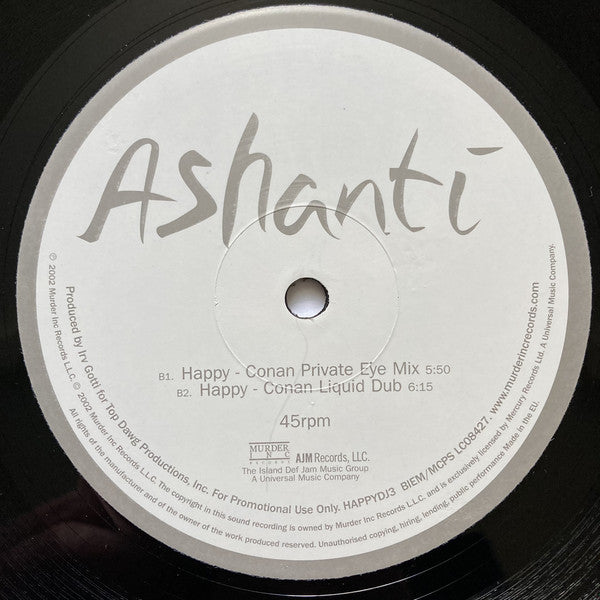 Ashanti
B1. Happy - Conan Private Eye Mix 5:50
B2. Happy - Conan Liquid Dub 6:15
45rpm
MURDER
INC
RECORDS
AJM Records, LLC.
The Island Def Jam Music Group
A Universal Music Company
Produced by Irv Gotti for Top Dawg Productions, Inc. For Promotional Use Only. HAPPYDJ3 BIEM/MCPS LC08427. www.murderincrecords.com
℗ 2002 Murder Inc Records L.L.C. © 2002 Murder Inc Records L.L.C. The copyright in this sound recording is owned by Murder Inc Records L.L.C. and is exclusively licensed by Mercury Records Ltd. A Universal Music Company.
All rights of the manufacturer and of the owner of the work produced reserved. Unauthorised copying, hiring, lending, public performance Made in the EU.